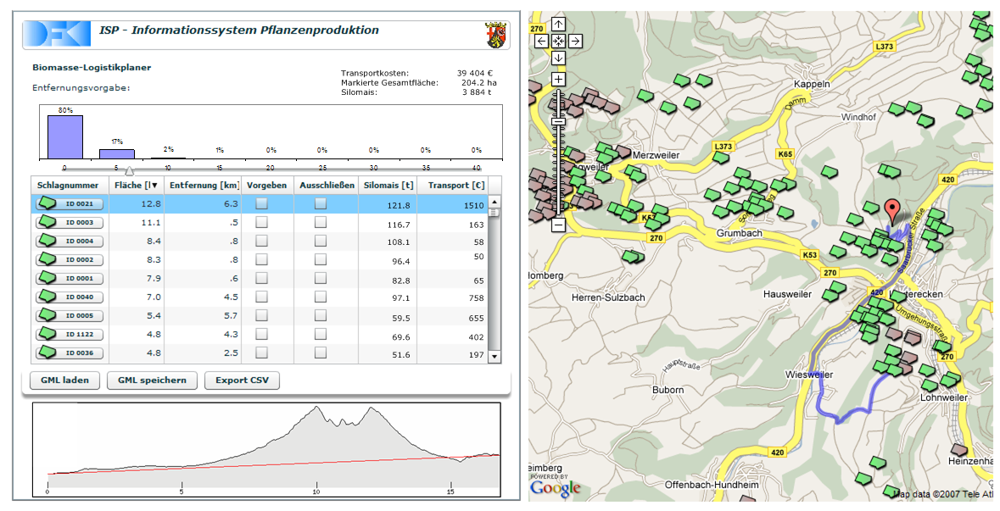 DFKI
ISP - Informationssystem Pflanzenproduktion
Biomasse-Logistikplaner
Entfernungsvorgabe:
Transportkosten: 39 404 €
Markierte Gesamtfläche: 204.2 ha
Silomais: 3 884 t
80%
17%
2%
1%
0%
0%
0%
0%
0%
0 5 10 15 20 25 30 35 40
Schlagnummer Fläche [l▼ Entfernung [km] Vorgeben Ausschließen Silomais [t] Transport [€]
ID 0021 12.8 6.3 121.8 1510
ID 0003 11.1 .5 116.7 163
ID 0004 8.4 .8 108.1 58
ID 0002 8.3 .8 96.4 50
ID 0001 7.9 .6 82.8 65
ID 0040 7.0 4.5 97.1 758
ID 0005 5.4 5.7 59.5 655
ID 1122 4.8 4.3 69.6 402
ID 0036 4.8 2.5 51.6 197
GML laden GML speichern Export CSV
0 5 10 15
270
L373
Kappeln
Damm
Windhof
L373
Merzweiler
K65
gweiler
420
Saarbrücker Straße
Grumbach
270
K53
270
lomberg
Herren-Sulzbach
Hausweiler
420
terecken
Umgehungsstraß
270
Hauptstraße
Wiesweiler
Buborn
Lohnweiler
420
Heinzenha
eimberg
POWERED BY
Google
Offenbach-Hundheim
Map data ©2007 Tele Atl